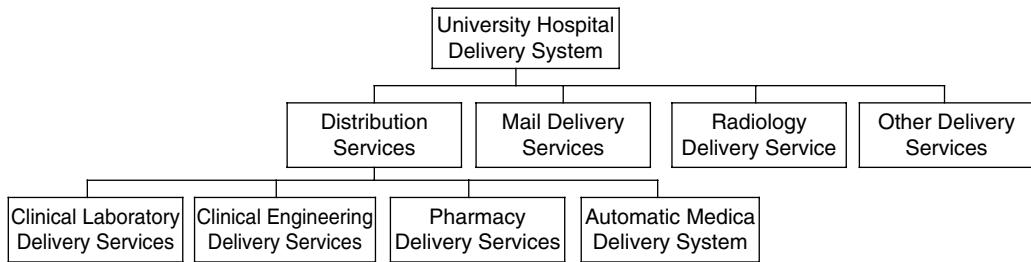 University Hospital
Delivery System
Distribution
Services
Mail Delivery
Services
Radiology
Delivery Service
Other Delivery
Services
Clinical Laboratory
Delivery Services
Clinical Engineering
Delivery Services
Pharmacy
Delivery Services
Automatic Medica
Delivery System